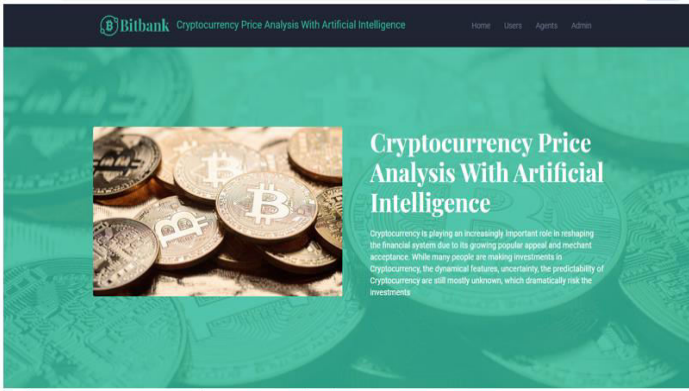 Bitbank Cryptocurrency Price Analysis With Artificial Intelligence Home Users Agents Admin
Cryptocurrency Price
Analysis With Artificial
Intelligence
Cryptocurrency is playing an increasingly important role in reshaping
the financial system due to its growing popular appeal and mechant
acceptance. While many people are making investments in
Cryptocurrency, the dynamical features, uncertainty, the predictability of
Cryptocurrency are still mostly unknown, which dramatically risk the
investments